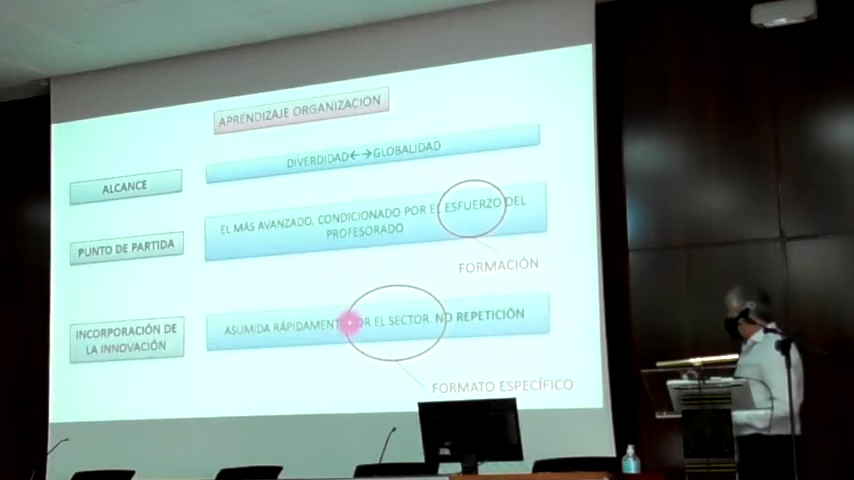 APRENDIZAJE ORGANIZACION
ALCANCE
DIVERDIDAD←→GLOBALIDAD
PUNTO DE PARTIDA
EL MÁS AVANZADO, CONDICIONADO POR EL ESFUERZO DEL
PROFESORADO
FORMACIÓN
INCORPORACIÓN DE
LA INNOVACIÓN
ASUMIDA RÁPIDAMENTE POR EL SECTOR. NO REPETICIÓN
FORMATO ESPECÍFICO